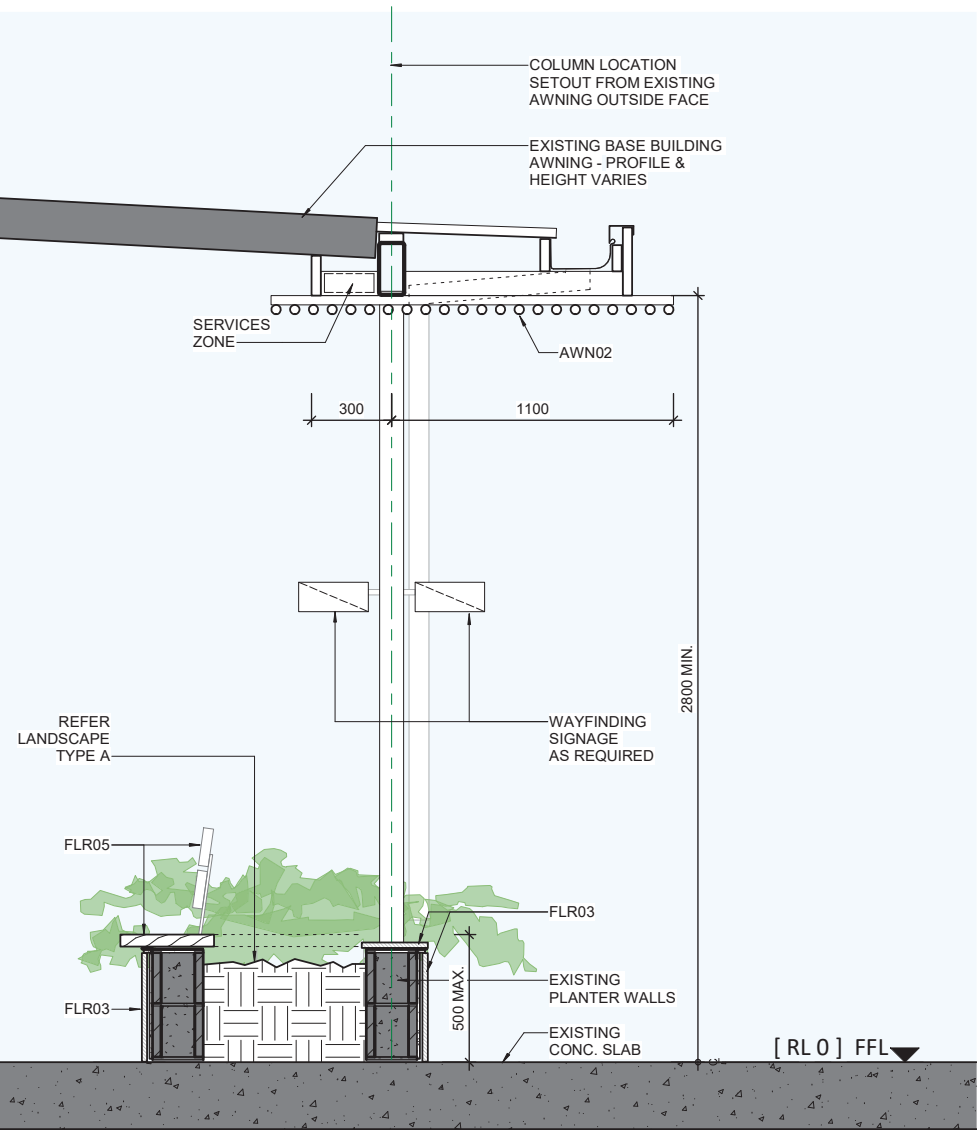 COLUMN LOCATION
SETOUT FROM EXISTING
AWNING OUTSIDE FACE
EXISTING BASE BUILDING
AWNING - PROFILE &
HEIGHT VARIES
SERVICES
ZONE
AWN02
300
1100
2800 MIN.
REFER
LANDSCAPE
TYPE A
WAYFINDING
SIGNAGE
AS REQUIRED
FLR05
FLR03
FLR03
500 MAX.
EXISTING
PLANTER WALLS
EXISTING
CONC. SLAB
[ RL 0 ] FFL